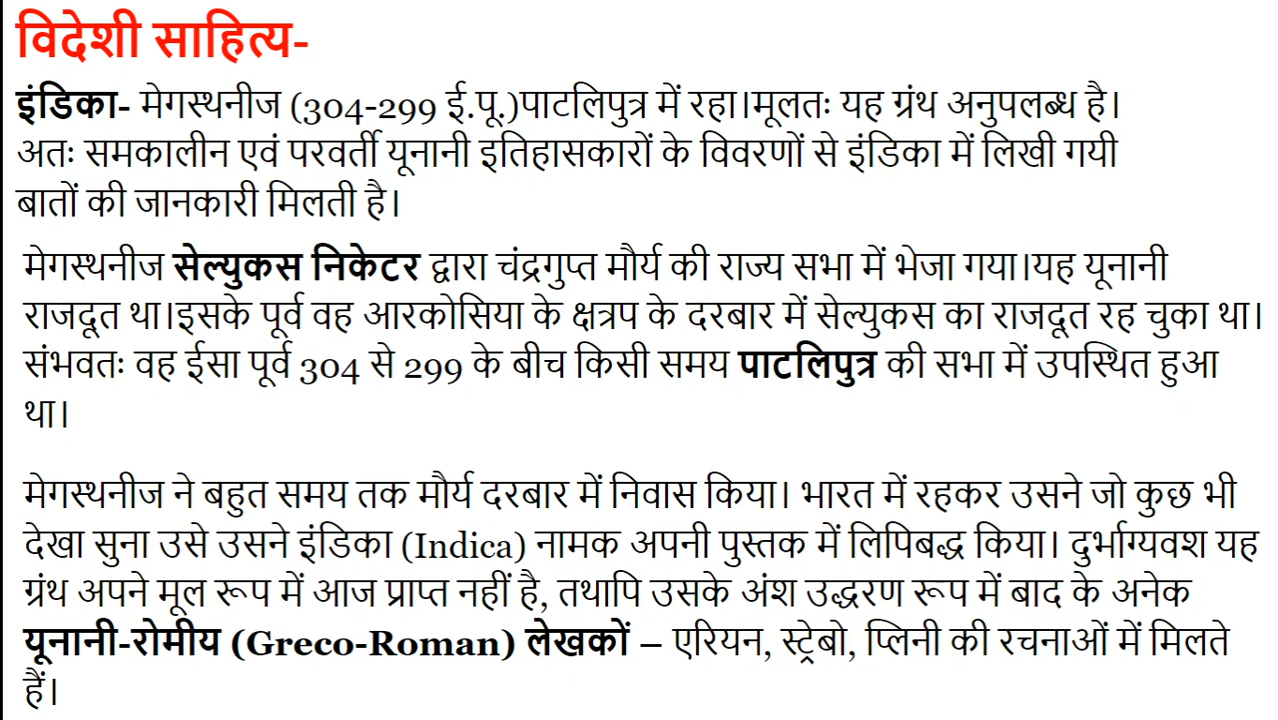 विदेशी साहित्य-
इंडिका- मेगस्थनीज (304-299 ई.पू.)पाटलिपुत्र में रहा।मूलतः यह ग्रंथ अनुपलब्ध है।
अतः समकालीन एवं परवर्ती यूनानी इतिहासकारों के विवरणों से इंडिका में लिखी गयी
बातों की जानकारी मिलती है।
मेगस्थनीज सेल्युकस निकेटर द्वारा चंद्रगुप्त मौर्य की राज्य सभा में भेजा गया।यह यूनानी
राजदूत था।इसके पूर्व वह आरकोसिया के क्षत्रप के दरबार में सेल्युकस का राजदूत रह चुका था।
संभवतः वह ईसा पूर्व 304 से 299 के बीच किसी समय पाटलिपुत्र की सभा में उपस्थित हुआ
था।
मेगस्थनीज ने बहुत समय तक मौर्य दरबार में निवास किया। भारत में रहकर उसने जो कुछ भी
देखा सुना उसे उसने इंडिका (Indica) नामक अपनी पुस्तक में लिपिबद्ध किया। दुर्भाग्यवश यह
ग्रंथ अपने मूल रूप में आज प्राप्त नहीं है, तथापि उसके अंश उद्धरण रूप में बाद के अनेक
यूनानी-रोमीय (Greco-Roman) लेखकों – एरियन, स्ट्रेबो, प्लिनी की रचनाओं में मिलते
हैं।